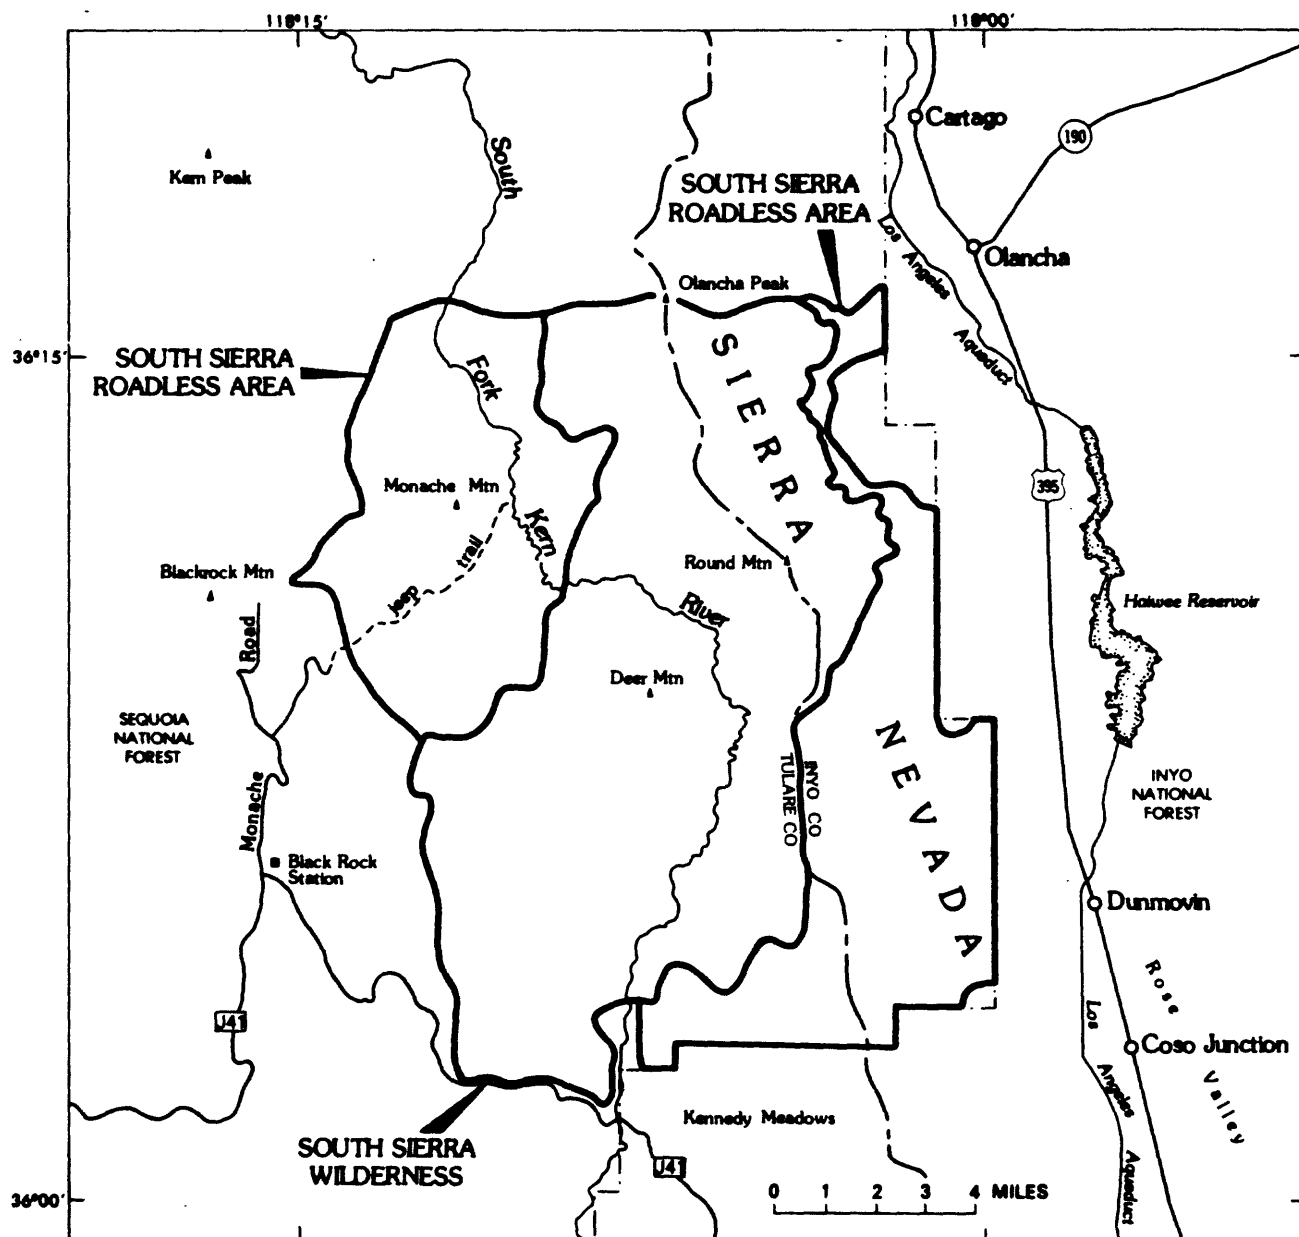 118°15'
118°00'
Cartago
190
Kern Peak
South
SOUTH SIERRA
ROADLESS AREA
Los Angeles Aqueduct
Olancha
Olancha Peak
36°15'
SOUTH SIERRA
ROADLESS AREA
Fork
SIERRA
Monache Mtn
395
Kern
trail
jeep
Round Mtn
Blackrock Mtn
River
Haiwee Reservoir
Road
Deer Mtn
SEQUOIA
NATIONAL
FOREST
NEVADA
INYO CO
TULARE CO
INYO
NATIONAL
FOREST
Monache
Black Rock
Station
Dunmovin
Rose Valley
J41
Los Angeles Aqueduct
Coso Junction
Kennedy Meadows
SOUTH SIERRA
WILDERNESS
J41
36°00'
0 1 2 3 4 MILES